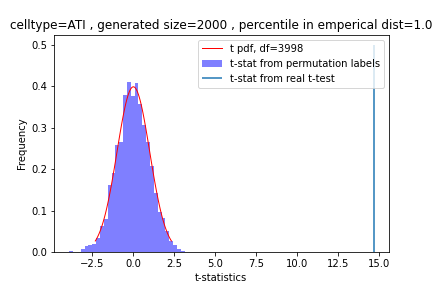 celltype=ATI , generated size=2000 , percentile in emperical dist=1.0
0.5
0.4
0.3
0.2
0.1
0.0
Frequency
t pdf, df=3998
t-stat from permutation labels
t-stat from real t-test
−2.5 0.0 2.5 5.0 7.5 10.0 12.5 15.0
t-statistics